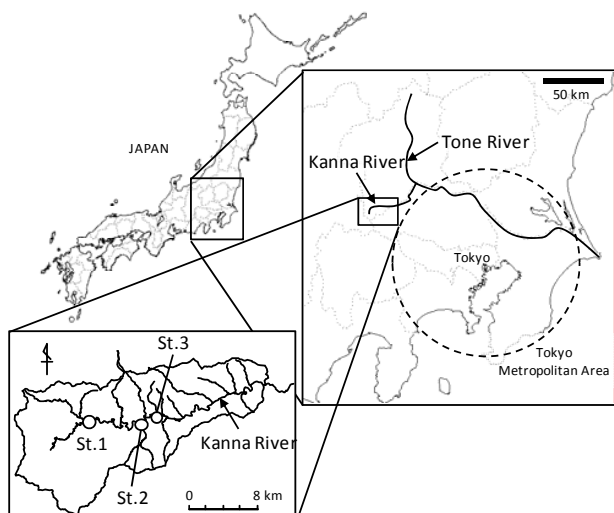 JAPAN
50 km
Tone River
Kanna River
Tokyo
Tokyo
Metropolitan Area
St.3
St.1
Kanna River
St.2
0 8 km